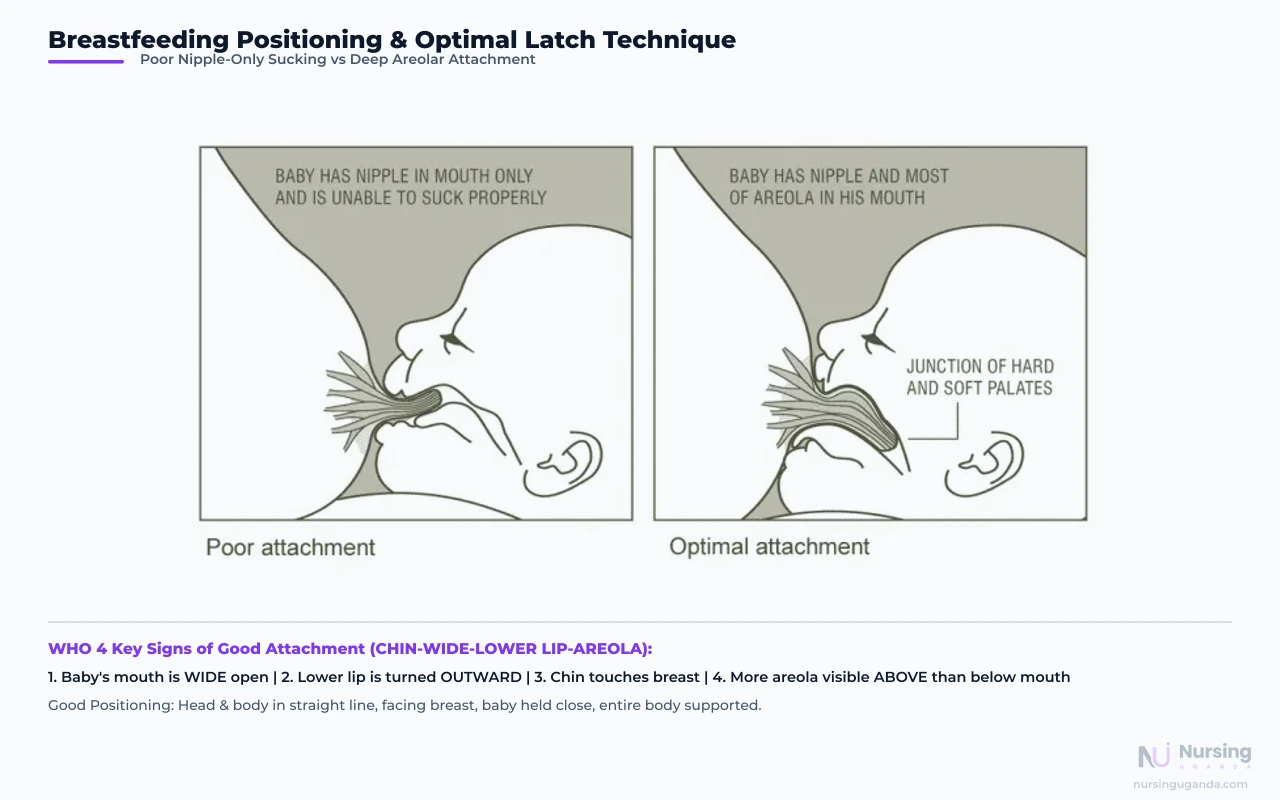 Breastfeeding Positioning & Optimal Latch Technique
Poor Nipple-Only Sucking vs Deep Areolar Attachment
BABY HAS NIPPLE IN MOUTH ONLY
AND IS UNABLE TO SUCK PROPERLY
BABY HAS NIPPLE AND MOST
OF AREOLA IN HIS MOUTH
JUNCTION OF HARD
AND SOFT PALATES
Poor attachment
Optimal attachment
WHO 4 Key Signs of Good Attachment (CHIN-WIDE-LOWER LIP-AREOLA):
1. Baby's mouth is WIDE open | 2. Lower lip is turned OUTWARD | 3. Chin touches breast | 4. More areola visible ABOVE than below mouth
Good Positioning: Head & body in straight line, facing breast, baby held close, entire body supported.
NU Nursing
UGANDA
nursinguganda.com